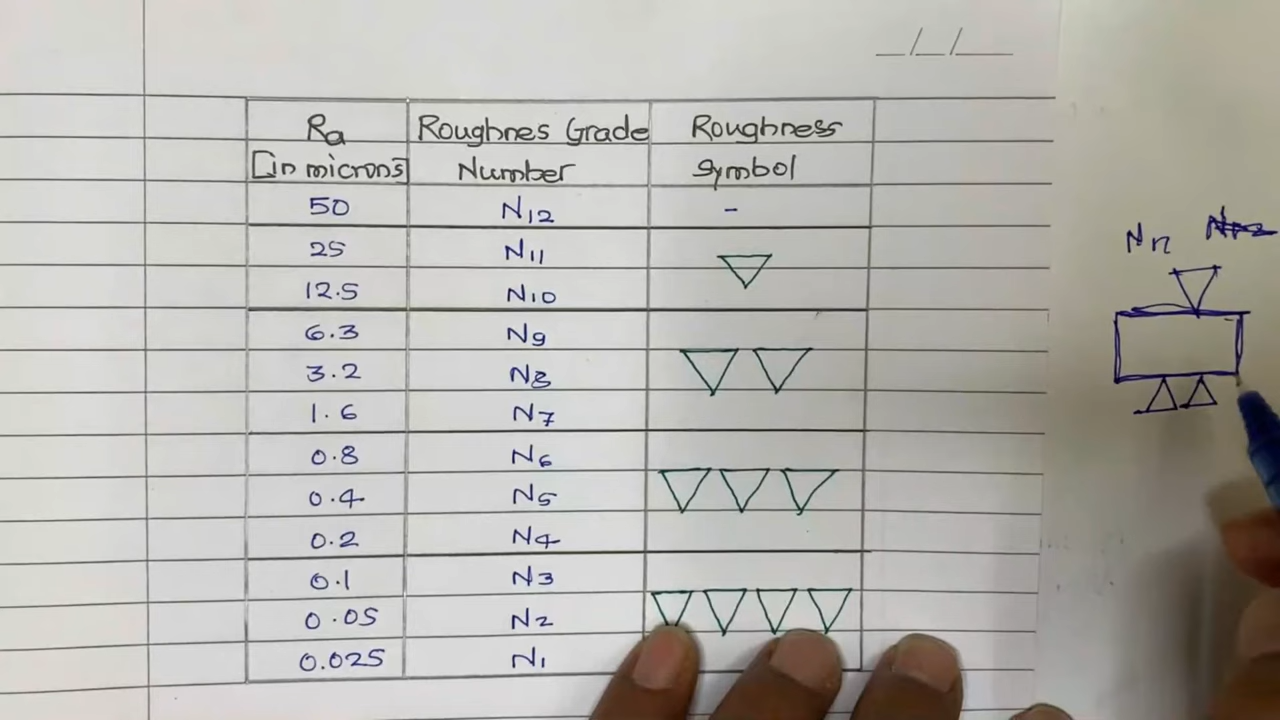 _/_/__
Ra Roughnes Grade Roughness
[in microns] Number Symbol
50 N12 -
25 N11
12.5 N10
6.3 N9
3.2 N8
1.6 N7
0.8 N6
0.4 N5
0.2 N4
0.1 N3
0.05 N2
0.025 N1
N12